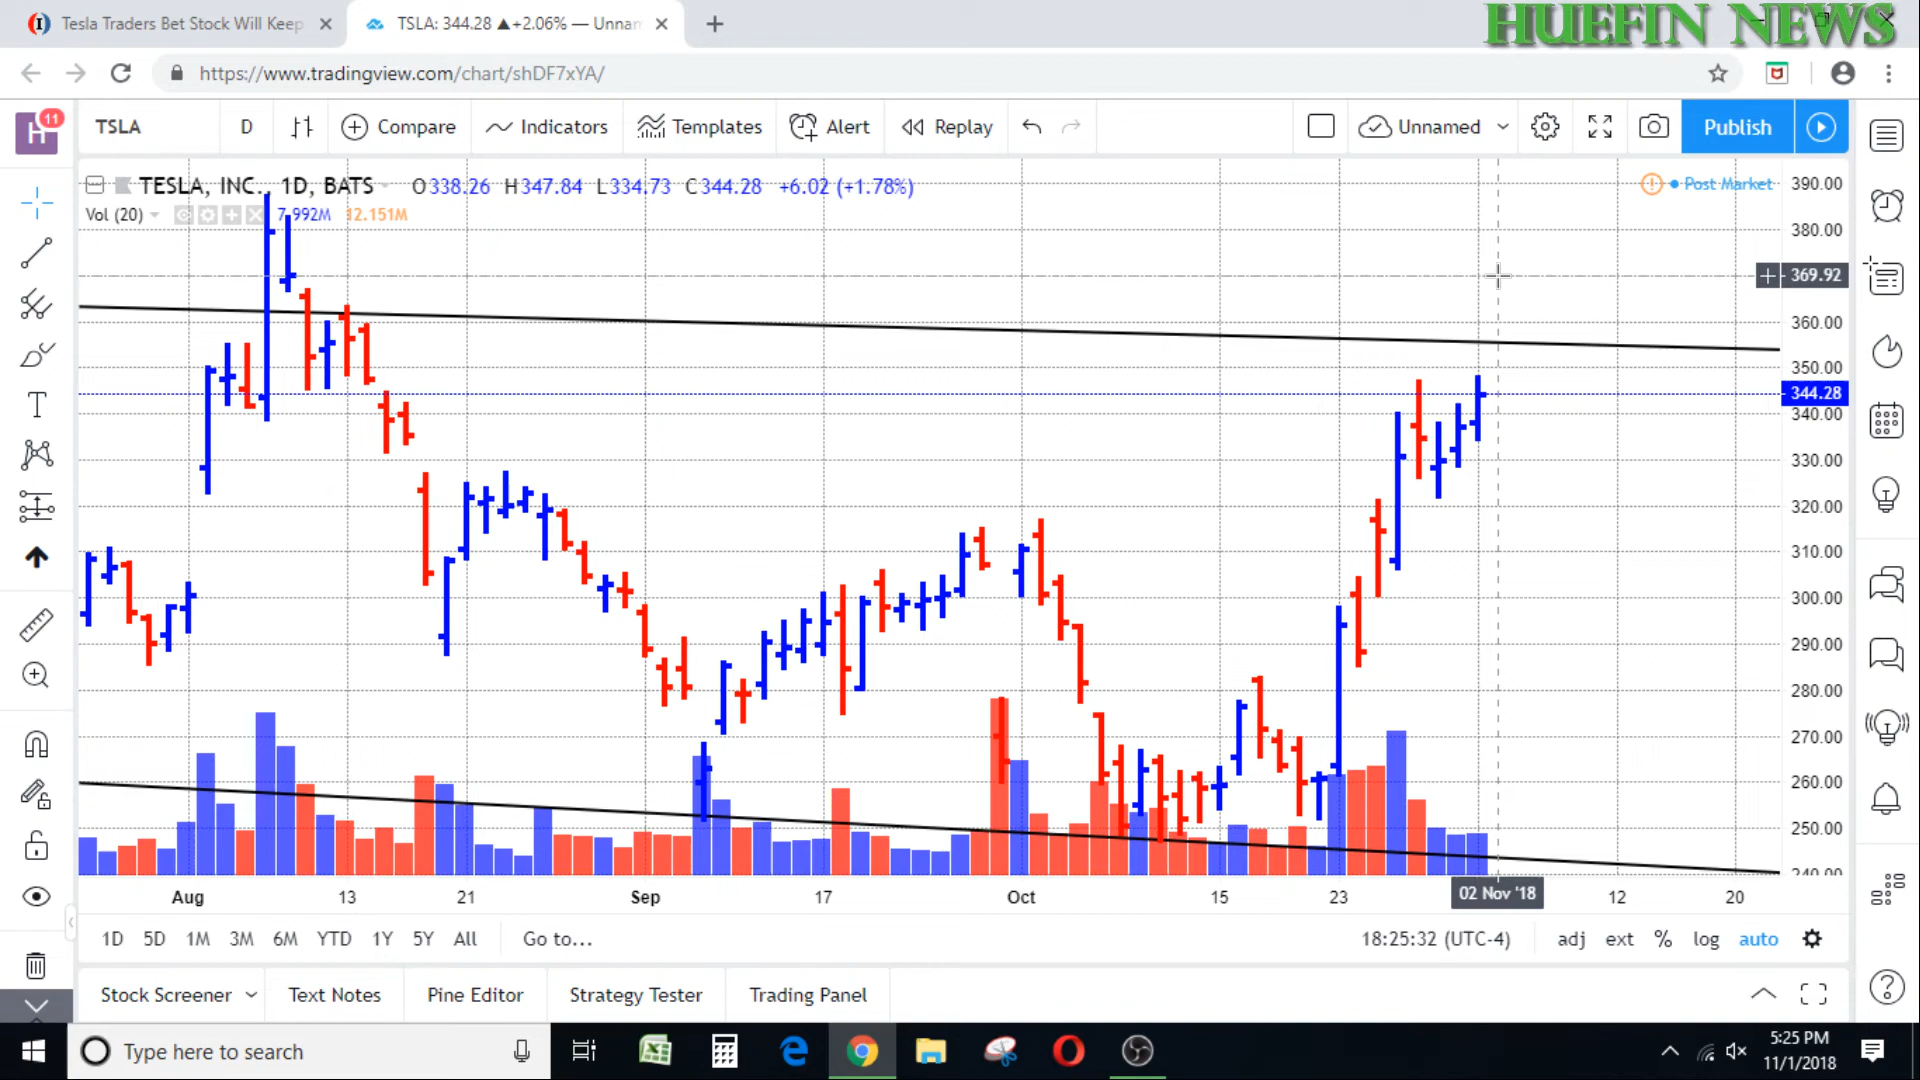 Tesla Traders Bet Stock Will Keep
TSLA: 344.28 ▲+2.06% — Unnam
HUEFIN NEWS
https://www.tradingview.com/chart/shDF7xYA/
H
11
TSLA
D
Compare
Indicators
Templates
Alert
Replay
Unnamed
Publish
TESLA, INC., 1D, BATS O338.26 H347.84 L334.73 C344.28 +6.02 (+1.78%)
Vol (20) 7.992M 12.151M
Post Market
390.00
380.00
369.92
360.00
350.00
344.28
340.00
330.00
320.00
310.00
300.00
290.00
280.00
270.00
260.00
250.00
240.00
Aug 13 21 Sep 17 Oct 15 23 02 Nov '18 12 20
1D 5D 1M 3M 6M YTD 1Y 5Y All Go to... 18:25:32 (UTC-4) adj ext % log auto
Stock Screener Text Notes Pine Editor Strategy Tester Trading Panel
Type here to search
5:25 PM
11/1/2018